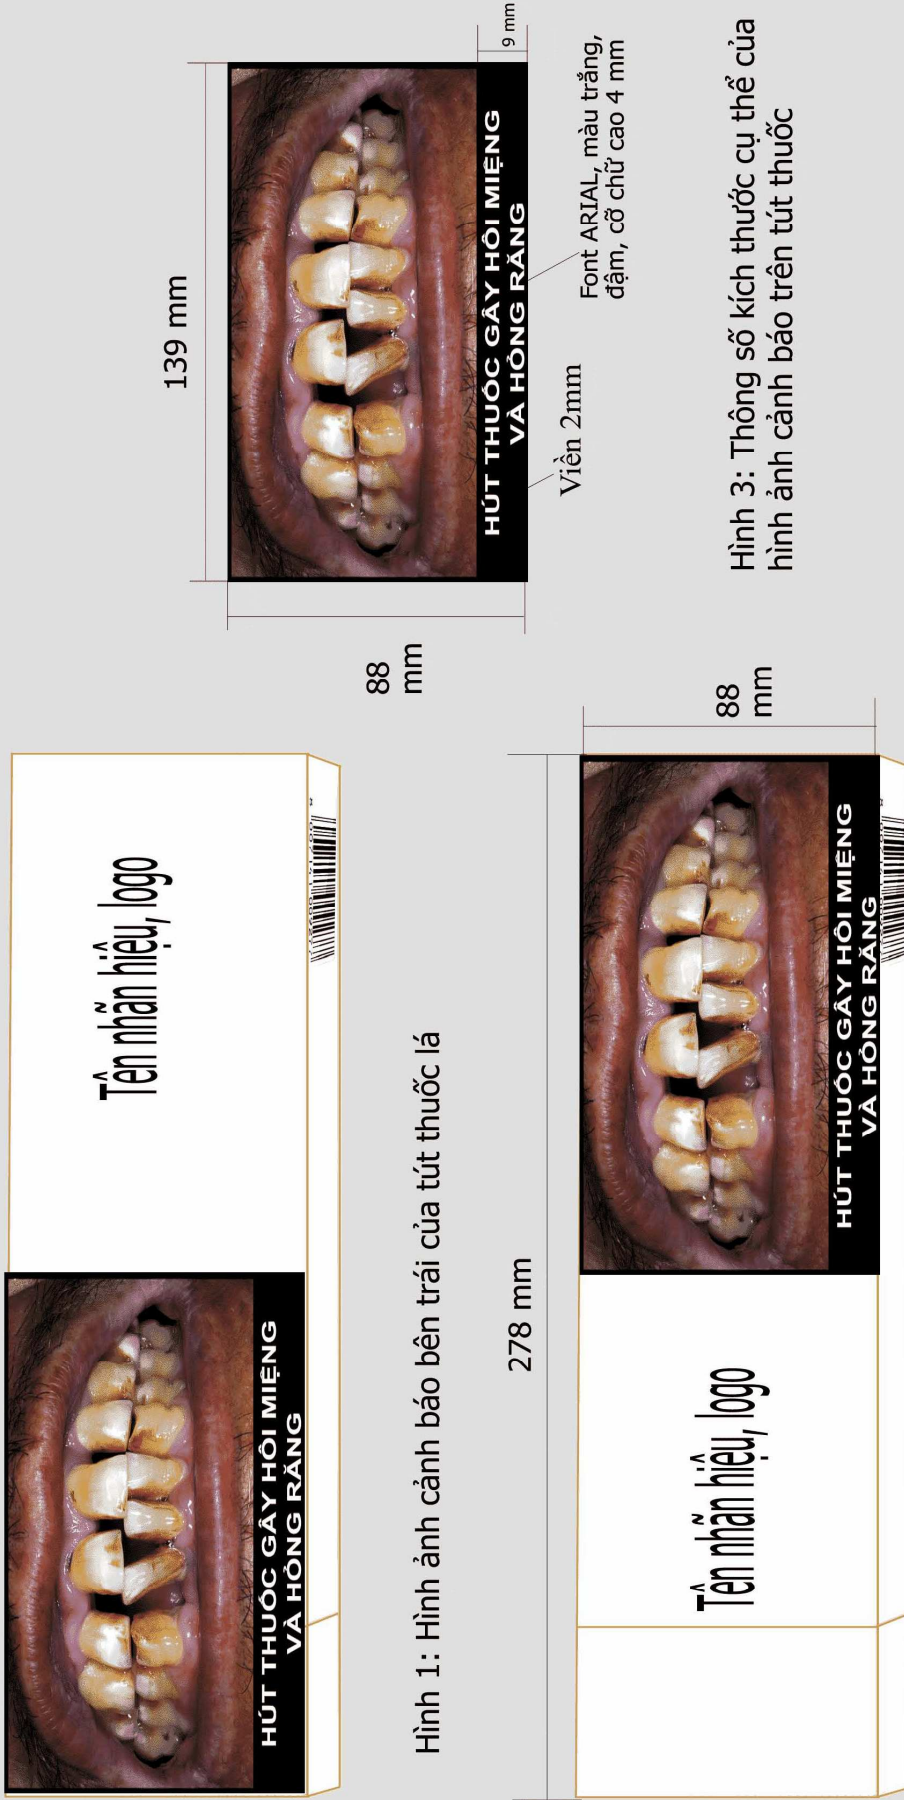 Tên nhãn hiệu, logo
HÚT THUỐC GÂY HÔI MIỆNG
VÀ HỎNG RĂNG
Hình 1: Hình ảnh cảnh báo bên trái của tút thuốc lá
139 mm
88
mm
HÚT THUỐC GÂY HÔI MIỆNG
VÀ HỎNG RĂNG
9 mm
Viền 2mm
Font ARIAL, màu trắng,
đậm, cỡ chữ cao 4 mm
Hình 3: Thông số kích thước cụ thể của
hình ảnh cảnh báo trên tút thuốc
278 mm
88
mm
Tên nhãn hiệu, logo
HÚT THUỐC GÂY HÔI MIỆNG
VÀ HỎNG RĂNG